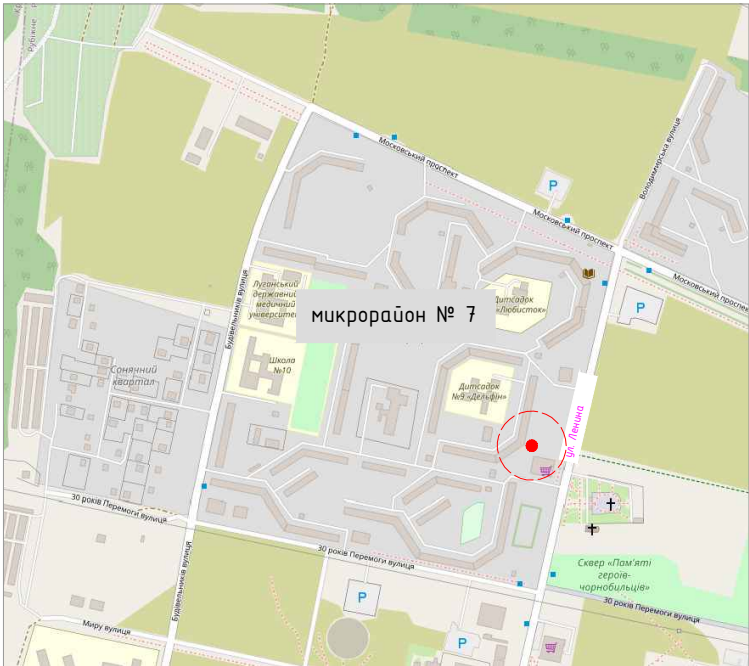 Рубіжне
Московський проспект
Володимирська вулиця
P
Московський проспект
Московський проспект
P
Будівельників вулиця
Луганський
державний
медичний
університет
Дитсадок
«Любисток»
микрорайон № 7
Сонячний
квартал
Школа
№10
Дитсадок
№9 «Дельфін»
ул. Ленина
30 років Перемоги вулиця
30 років Перемоги вулиця
Сквер «Пам'яті
героїв-
чорнобильців»
30 років Перемоги вулиця
Будівельників вулиця
P
Миру вулиця
P